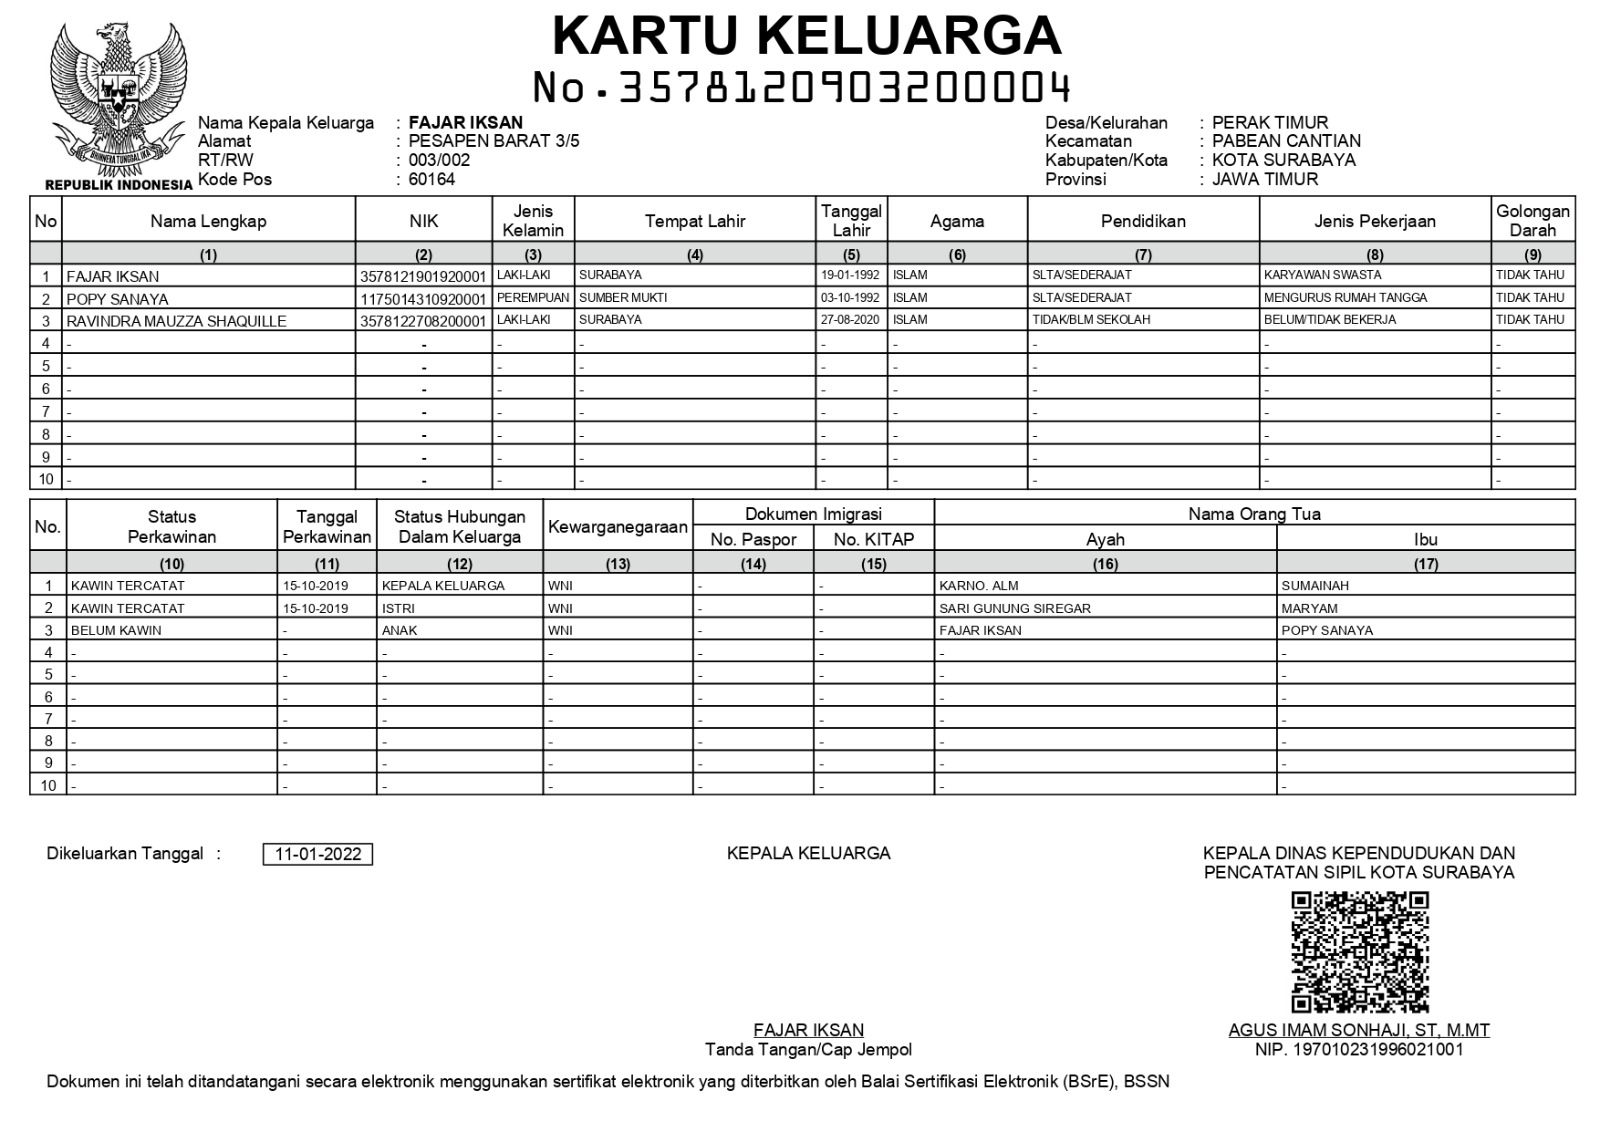 KARTU KELUARGA
No.3578120903200004
Nama Kepala Keluarga : FAJAR IKSAN
Alamat : PESAPEN BARAT 3/5
RT/RW : 003/002
Kode Pos : 60164
Desa/Kelurahan : PERAK TIMUR
Kecamatan : PABEAN CANTIAN
Kabupaten/Kota : KOTA SURABAYA
Provinsi : JAWA TIMUR
BHINNEKA TUNGGAL IKA
REPUBLIK INDONESIA
No Nama Lengkap NIK Jenis Kelamin Tempat Lahir Tanggal Lahir Agama Pendidikan Jenis Pekerjaan Golongan Darah
(1) (2) (3) (4) (5) (6) (7) (8) (9)
1 FAJAR IKSAN 3578121901920001 LAKI-LAKI SURABAYA 19-01-1992 ISLAM SLTA/SEDERAJAT KARYAWAN SWASTA TIDAK TAHU
2 POPY SANAYA 1175014310920001 PEREMPUAN SUMBER MUKTI 03-10-1992 ISLAM SLTA/SEDERAJAT MENGURUS RUMAH TANGGA TIDAK TAHU
3 RAVINDRA MAUZZA SHAQUILLE 3578122708200001 LAKI-LAKI SURABAYA 27-08-2020 ISLAM TIDAK/BLM SEKOLAH BELUM/TIDAK BEKERJA TIDAK TAHU
4 - - - - - - - - -
5 - - - - - - - - -
6 - - - - - - - - -
7 - - - - - - - - -
8 - - - - - - - - -
9 - - - - - - - - -
10 - - - - - - - - -
No. Status Perkawinan Tanggal Perkawinan Status Hubungan Dalam Keluarga Kewarganegaraan Dokumen Imigrasi Nama Orang Tua
No. Paspor No. KITAP Ayah Ibu
(10) (11) (12) (13) (14) (15) (16) (17)
1 KAWIN TERCATAT 15-10-2019 KEPALA KELUARGA WNI - - KARNO. ALM SUMAINAH
2 KAWIN TERCATAT 15-10-2019 ISTRI WNI - - SARI GUNUNG SIREGAR MARYAM
3 BELUM KAWIN - ANAK WNI - - FAJAR IKSAN POPY SANAYA
4 - - - - - - - -
5 - - - - - - - -
6 - - - - - - - -
7 - - - - - - - -
8 - - - - - - - -
9 - - - - - - - -
10 - - - - - - - -
Dikeluarkan Tanggal : 11-01-2022
KEPALA KELUARGA
FAJAR IKSAN
Tanda Tangan/Cap Jempol
KEPALA DINAS KEPENDUDUKAN DAN
PENCATATAN SIPIL KOTA SURABAYA
AGUS IMAM SONHAJI, ST, M.MT
NIP. 197010231996021001
Dokumen ini telah ditandatangani secara elektronik menggunakan sertifikat elektronik yang diterbitkan oleh Balai Sertifikasi Elektronik (BSrE), BSSN